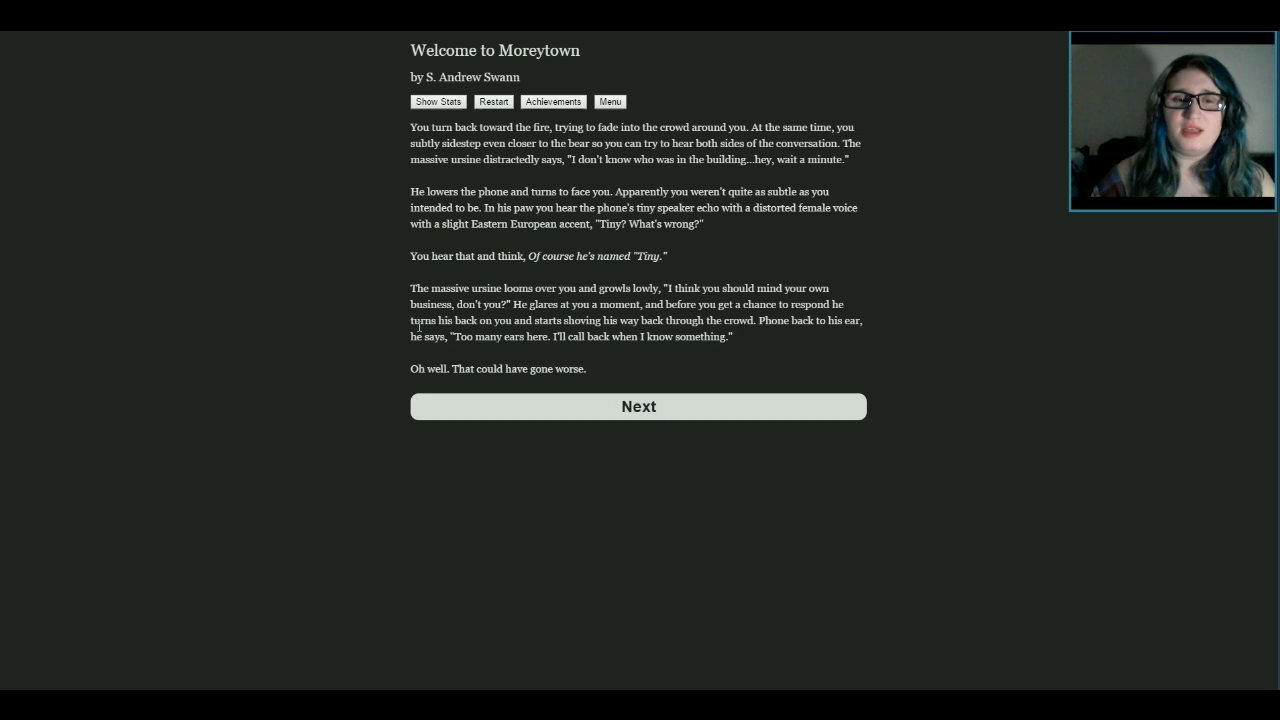 Welcome to Moreytown
by S. Andrew Swann
Show Stats Restart Achievements Menu
You turn back toward the fire, trying to fade into the crowd around you. At the same time, you
subtly sidestep even closer to the bear so you can try to hear both sides of the conversation. The
massive ursine distractedly says, "I don't know who was in the building...hey, wait a minute."
He lowers the phone and turns to face you. Apparently you weren't quite as subtle as you
intended to be. In his paw you hear the phone's tiny speaker echo with a distorted female voice
with a slight Eastern European accent, "Tiny? What's wrong?"
You hear that and think, Of course he's named "Tiny."
The massive ursine looms over you and growls lowly, "I think you should mind your own
business, don't you?" He glares at you a moment, and before you get a chance to respond he
turns his back on you and starts shoving his way back through the crowd. Phone back to his ear,
he says, "Too many ears here. I'll call back when I know something."
Oh well. That could have gone worse.
Next